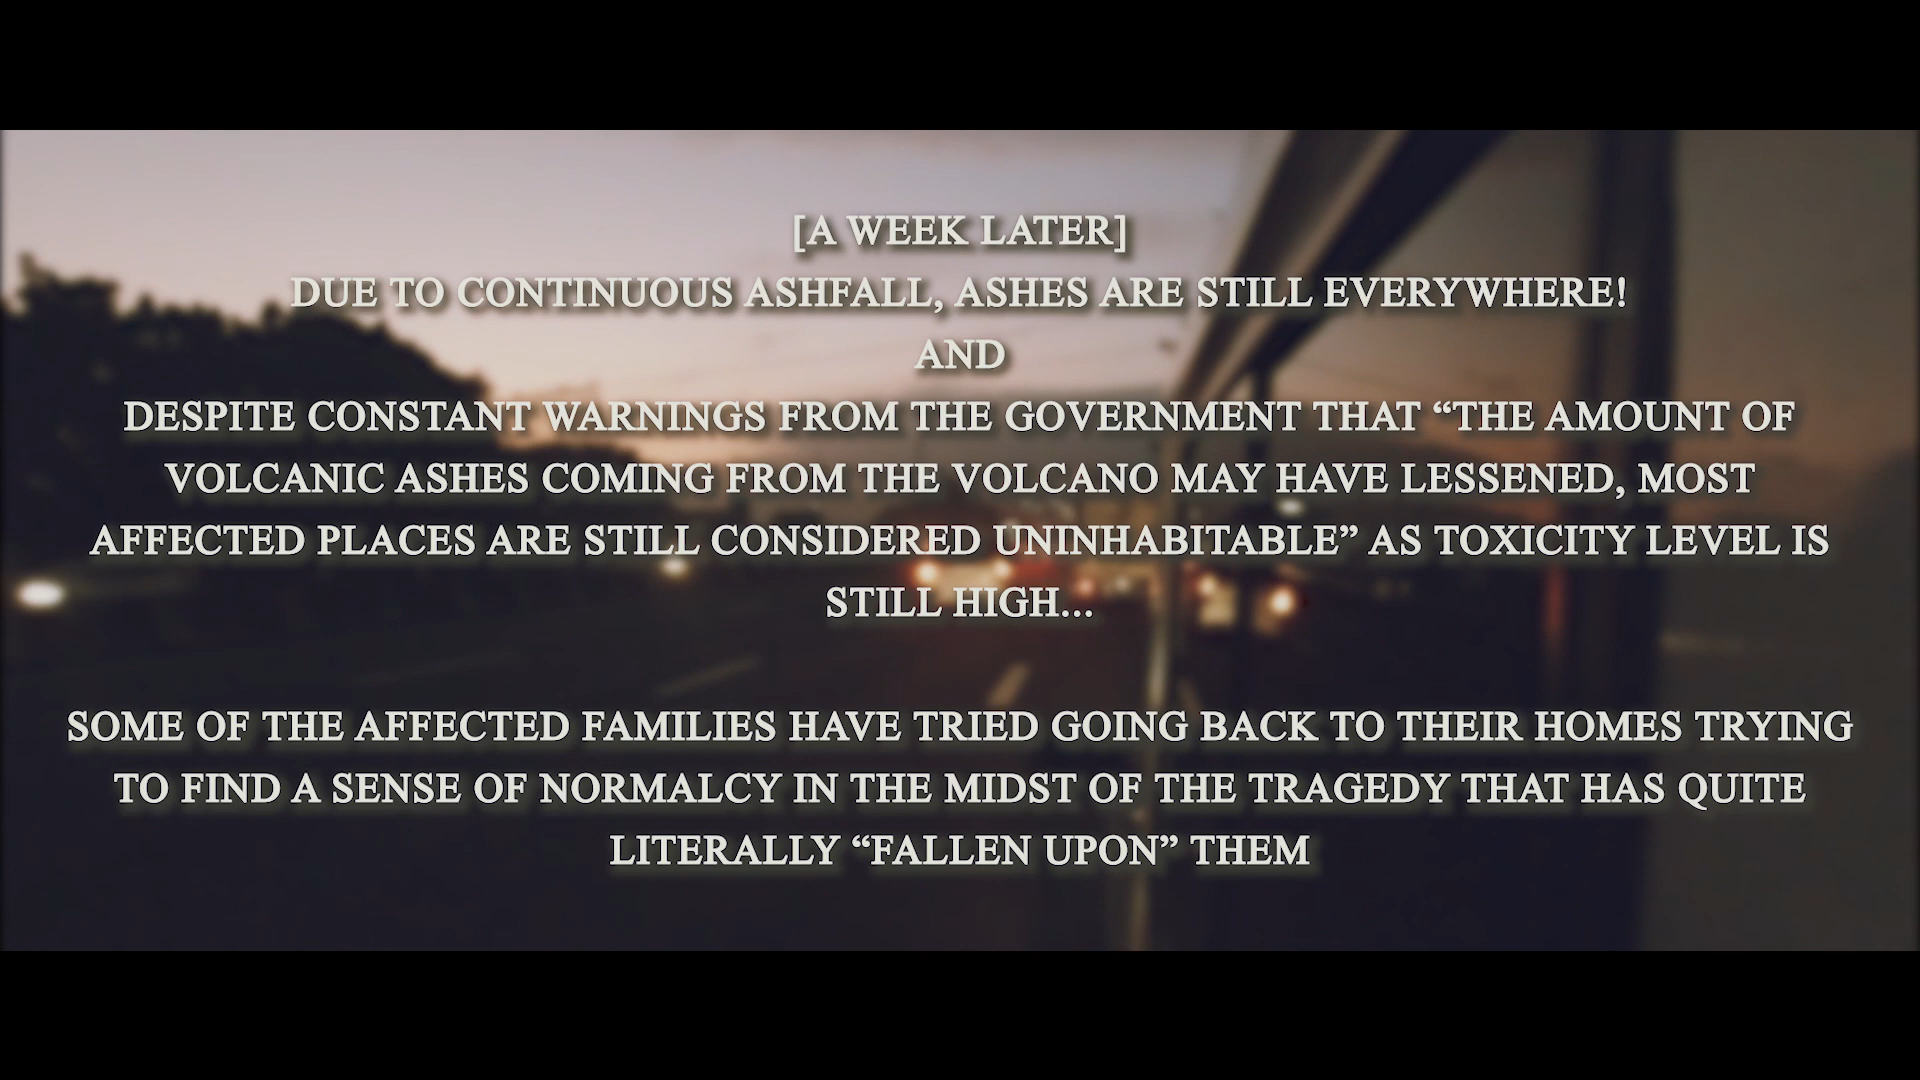 [A WEEK LATER]
DUE TO CONTINUOUS ASHFALL, ASHES ARE STILL EVERYWHERE!
AND
DESPITE CONSTANT WARNINGS FROM THE GOVERNMENT THAT “THE AMOUNT OF
VOLCANIC ASHES COMING FROM THE VOLCANO MAY HAVE LESSENED, MOST
AFFECTED PLACES ARE STILL CONSIDERED UNINHABITABLE” AS TOXICITY LEVEL IS
STILL HIGH...
SOME OF THE AFFECTED FAMILIES HAVE TRIED GOING BACK TO THEIR HOMES TRYING
TO FIND A SENSE OF NORMALCY IN THE MIDST OF THE TRAGEDY THAT HAS QUITE
LITERALLY “FALLEN UPON” THEM